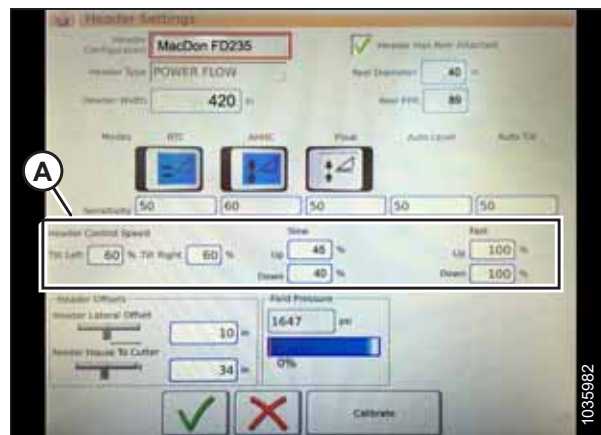 Header Settings
Header Configuration MacDon FD235
Header Has Reel Attached
Header Type POWER FLOW
Reel Diameter 40 in
Header Width 420 in
Reel PPR 89
Modes RTC AHHC Float Auto Level Auto Tilt
Sensitivity 50 60 50 50 50
A
Header Control Speed Slow Fast
Tilt Left 60 % Tilt Right 60 % Up 45 % Up 100 %
Down 40 % Down 100 %
Header Offsets Field Pressure
Header Lateral Offset
10 in 1647 psi
Feeder House To Cutter
34 in 0%
Calibrate
1035982